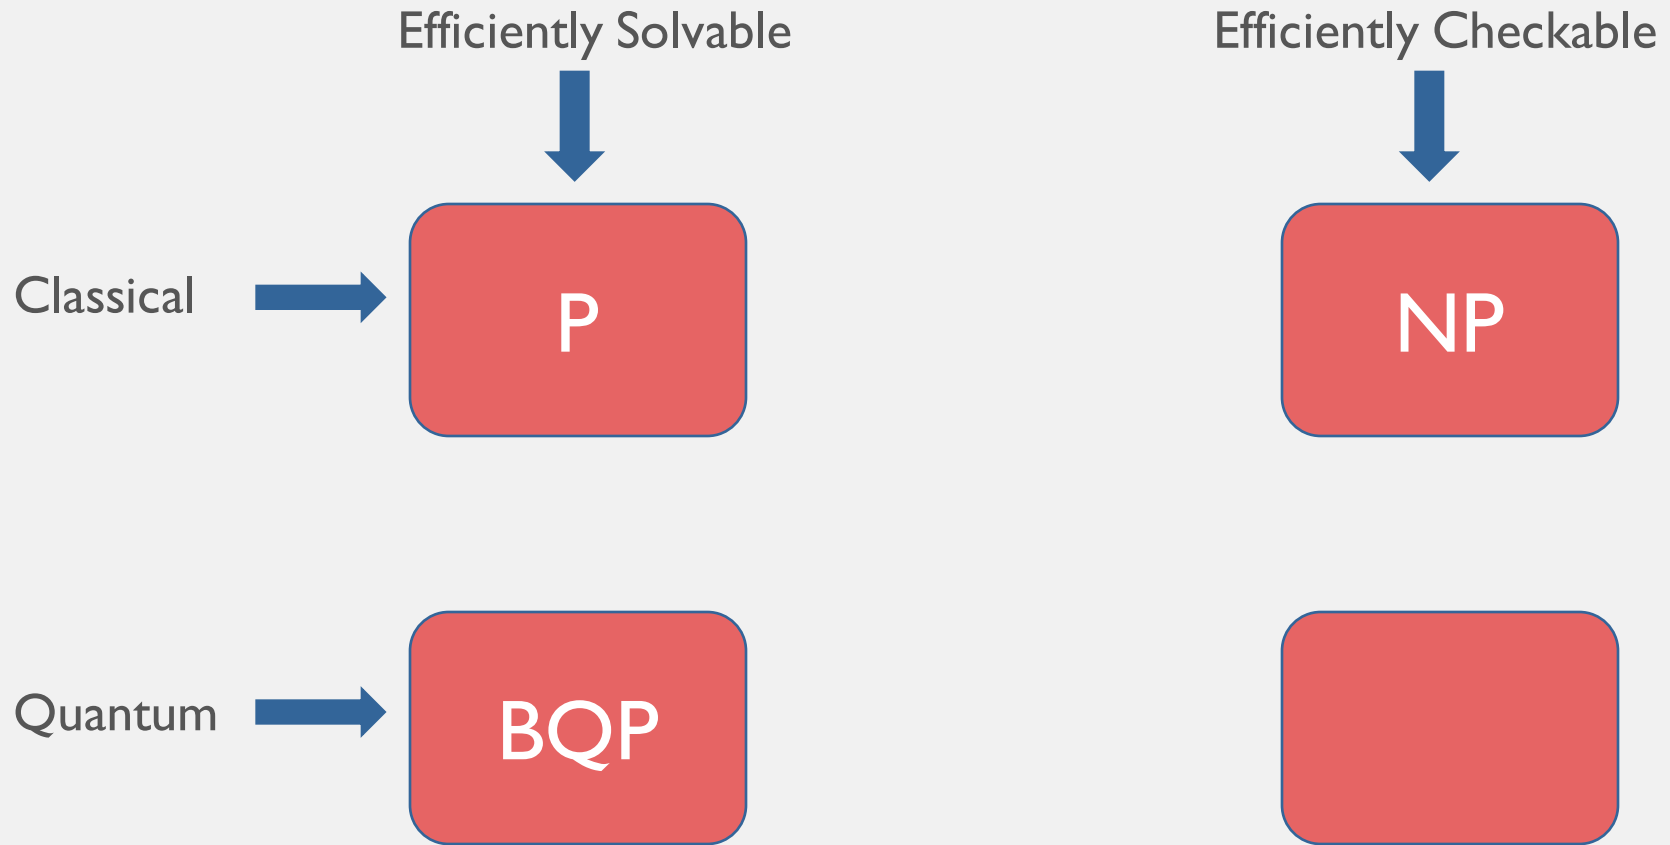 Efficiently Solvable
Efficiently Checkable
Classical
P
NP
Quantum
BQP